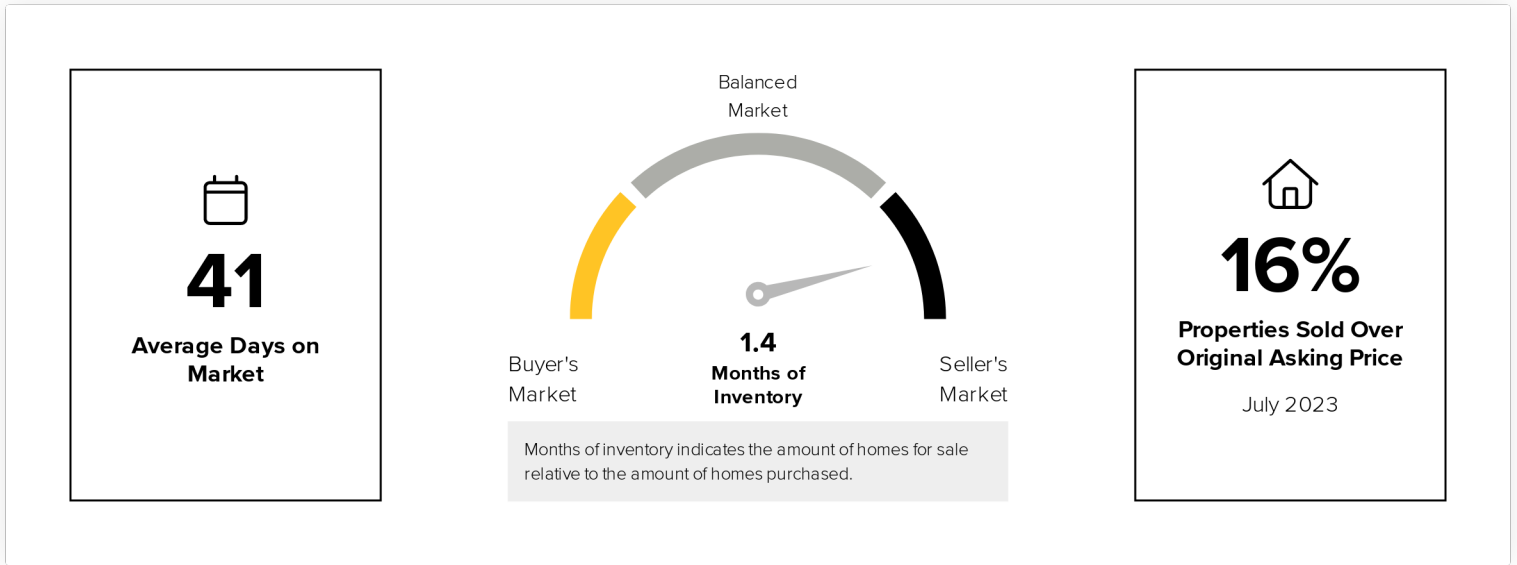 41
Average Days on
Market
Balanced
Market
1.4
Months of
Inventory
Buyer's
Market
Seller's
Market
Months of inventory indicates the amount of homes for sale
relative to the amount of homes purchased.
16%
Properties Sold Over
Original Asking Price
July 2023